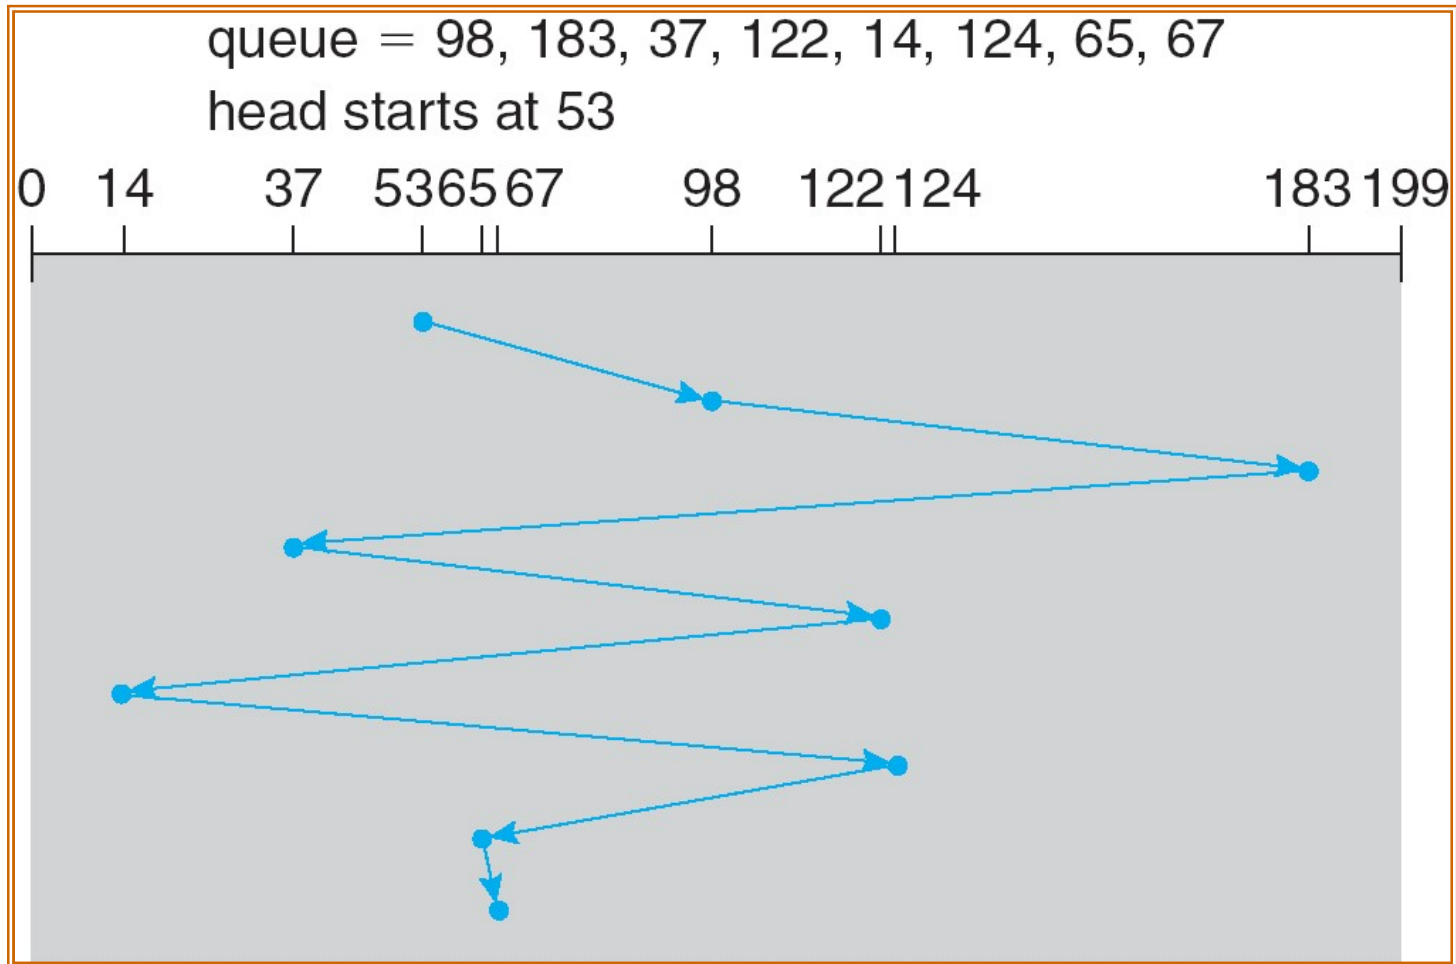 queue = 98, 183, 37, 122, 14, 124, 65, 67
head starts at 53
0 14 37 53 65 67 98 122 124 183 199